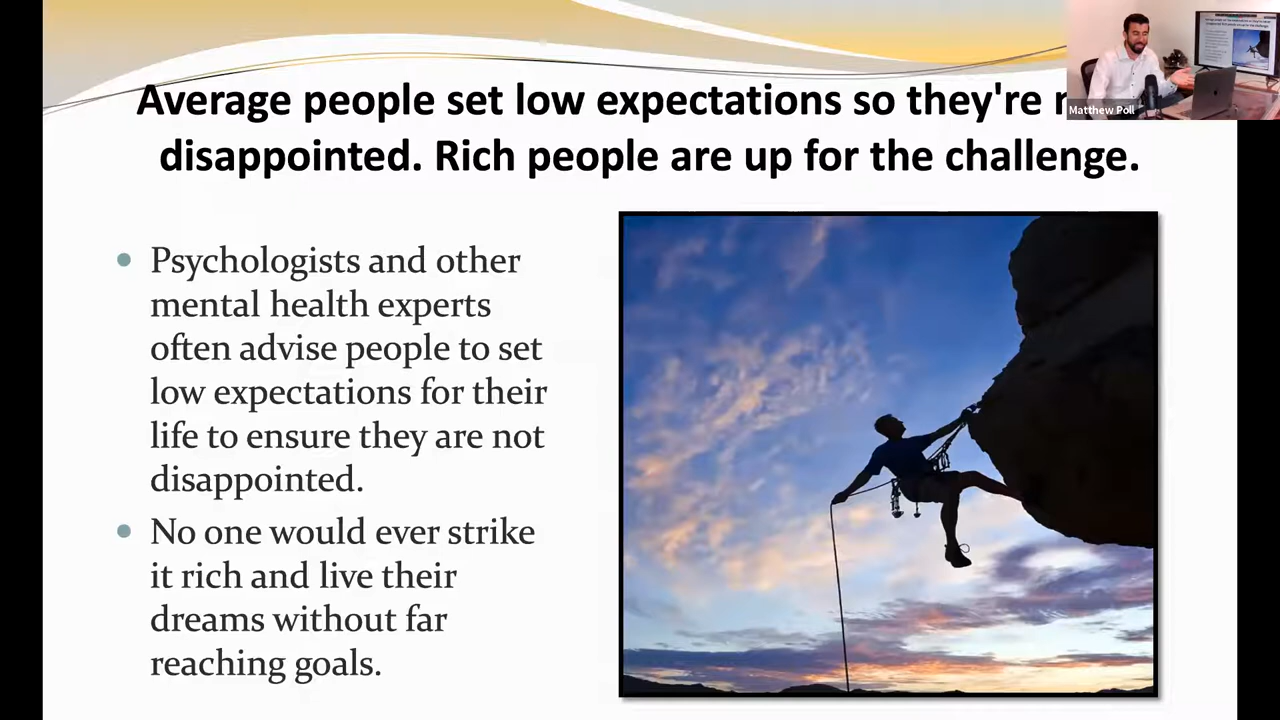 Average people set low expectations so they're
disappointed. Rich people are up for the challenge.
Psychologists and other
mental health experts
often advise people to set
low expectations for their
life to ensure they are not
disappointed.
No one would ever strike
it rich and live their
dreams without far
reaching goals.
Matthew Poll